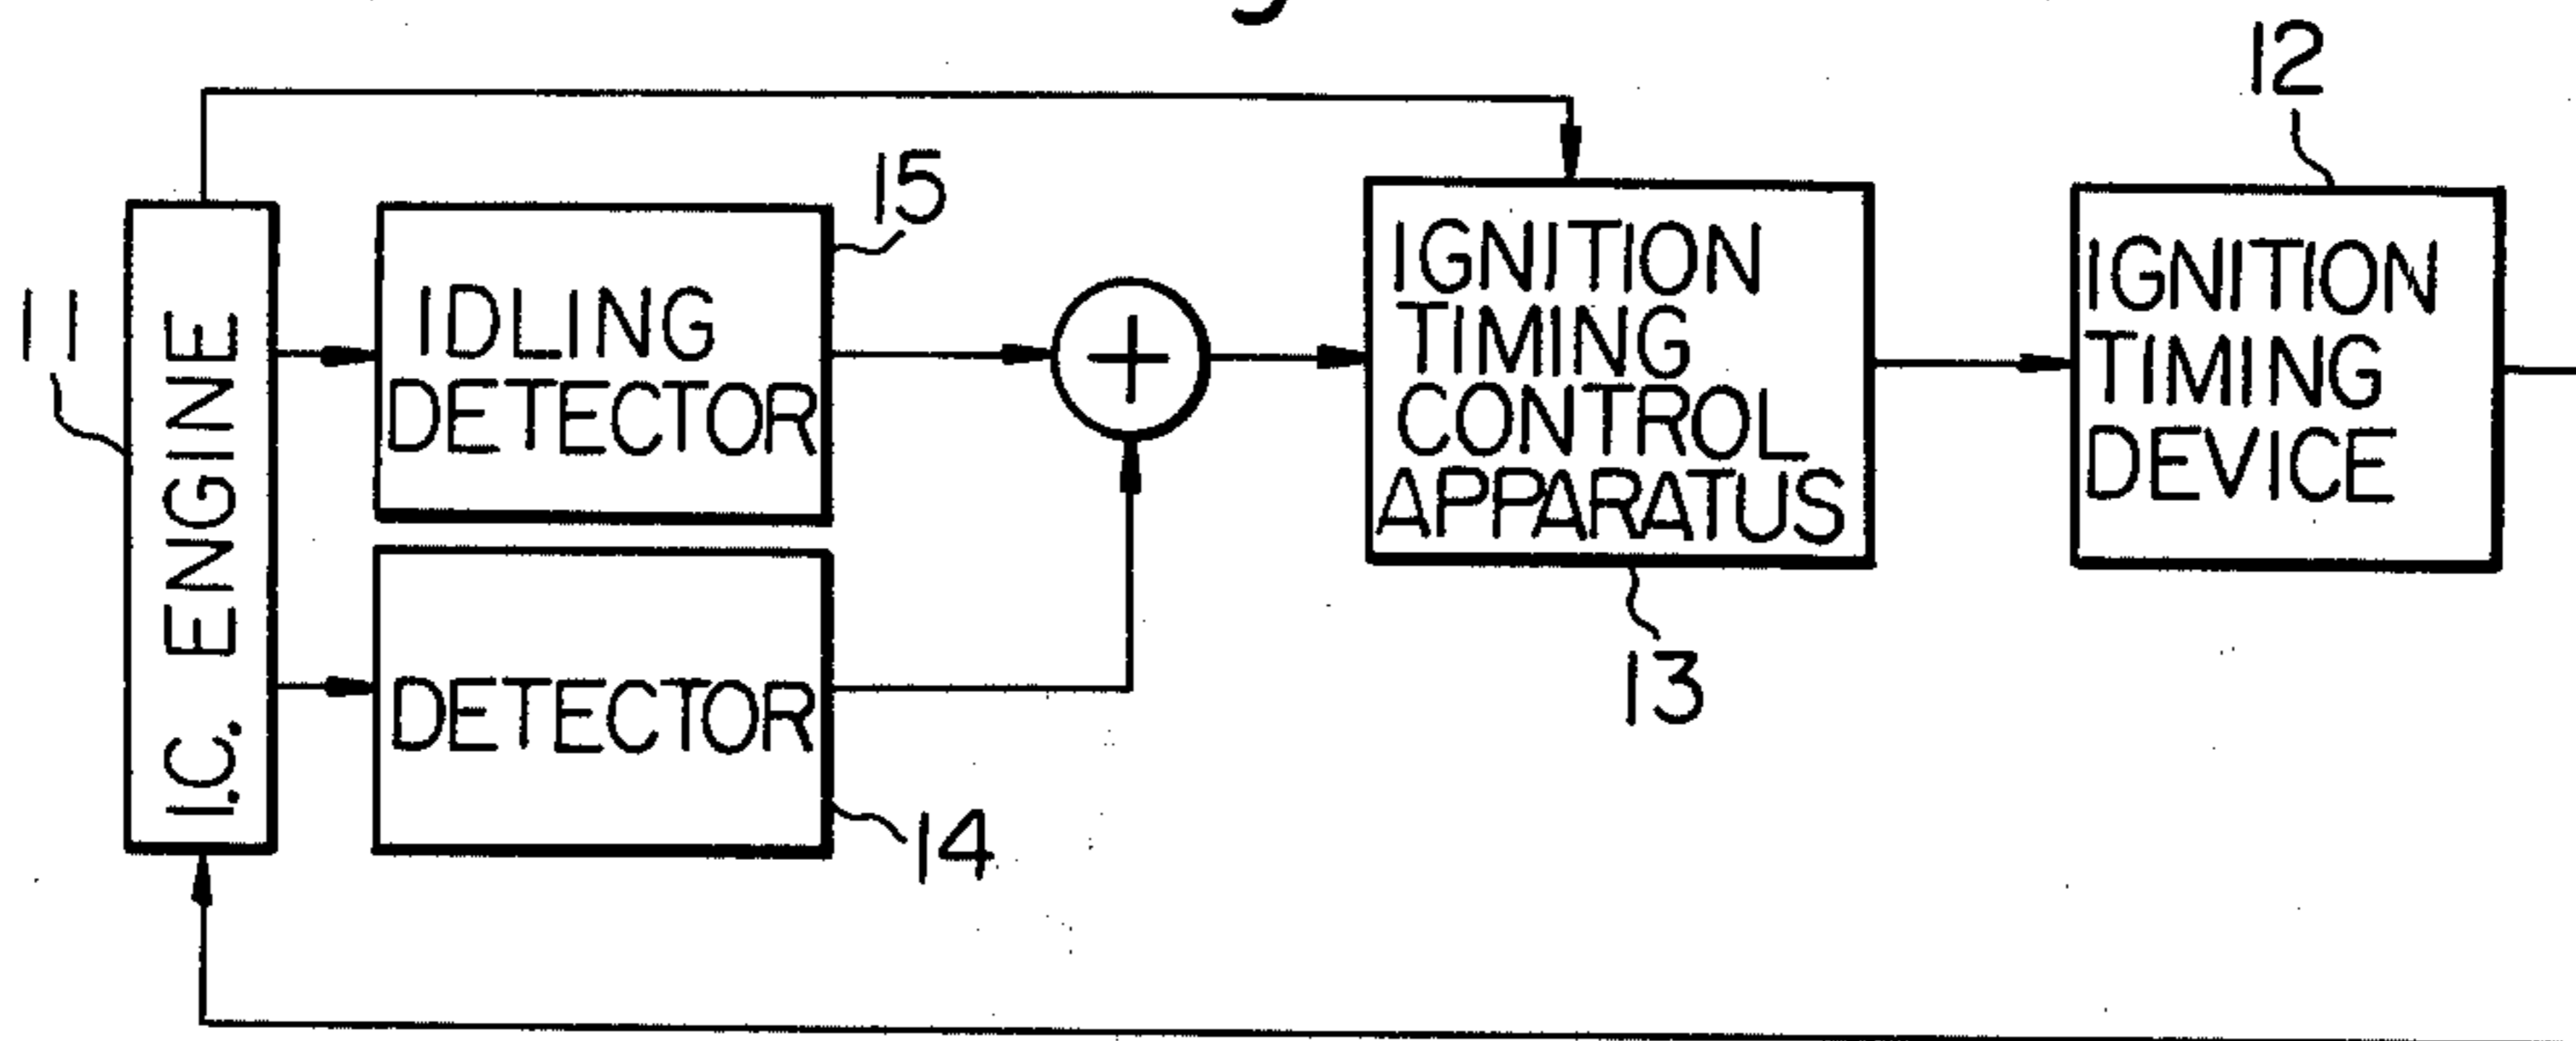 12
15
11
I.C. ENGINE
IDLING
DETECTOR
+
IGNITION
TIMING
CONTROL
APPARATUS
IGNITION
TIMING
DEVICE
13
DETECTOR
14